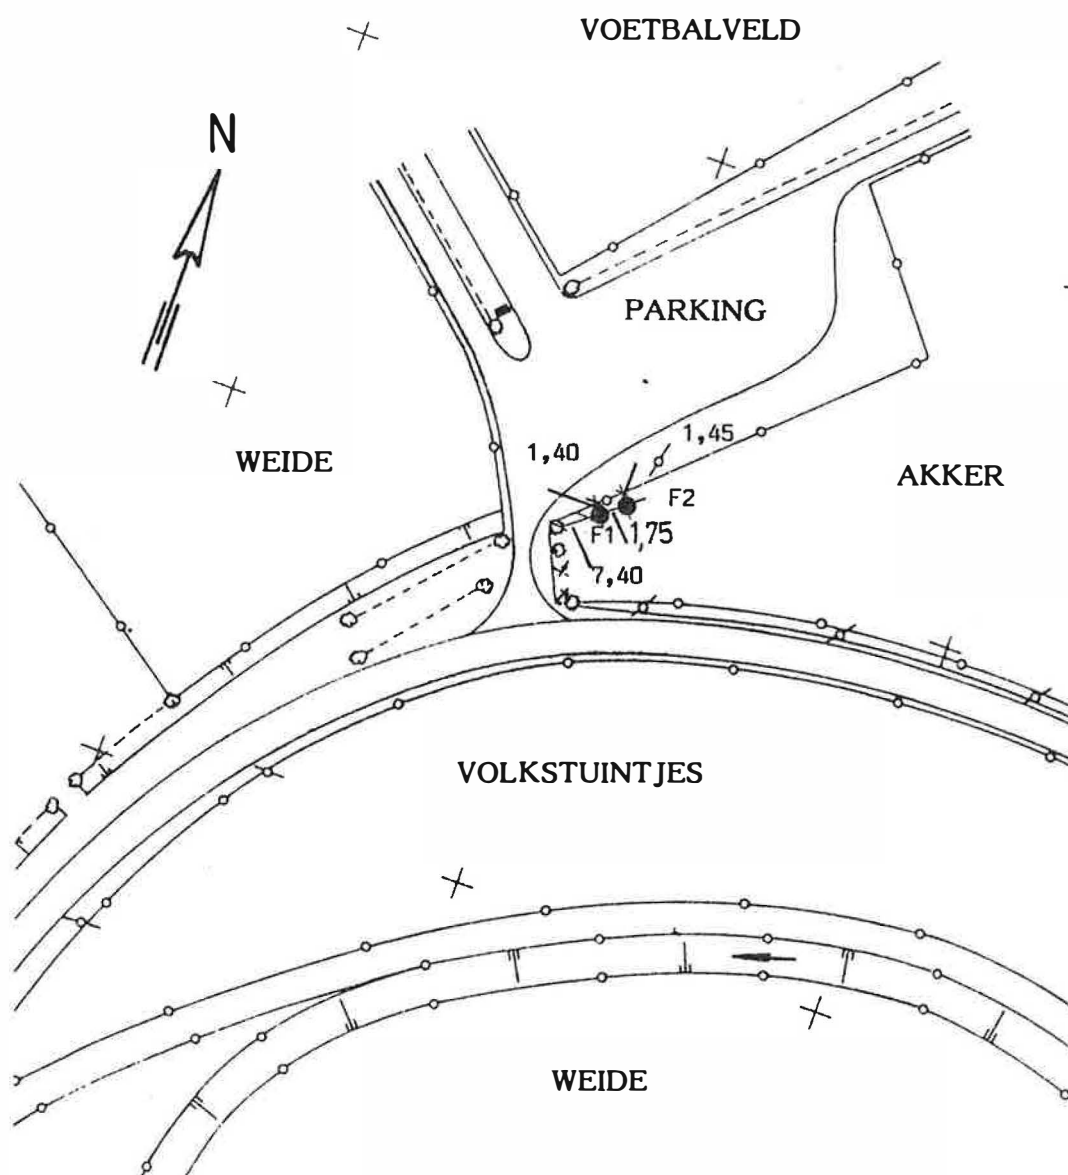 VOETBALVELD
N
PARKING
1,45
1,40
WEIDE
AKKER
F2
F1
1,75
7,40
VOLKSTUINTJES
WEIDE